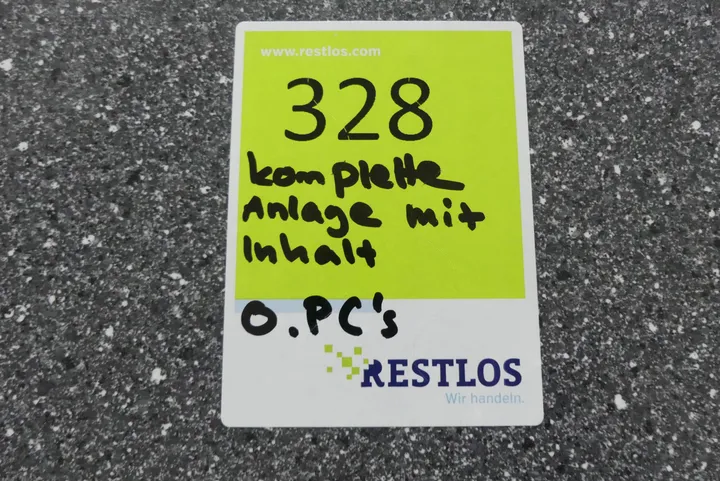 www.restlos.com
328
komplette
Anlage mit
Inhalt
O.PC's
RESTLOS
Wir handeln.